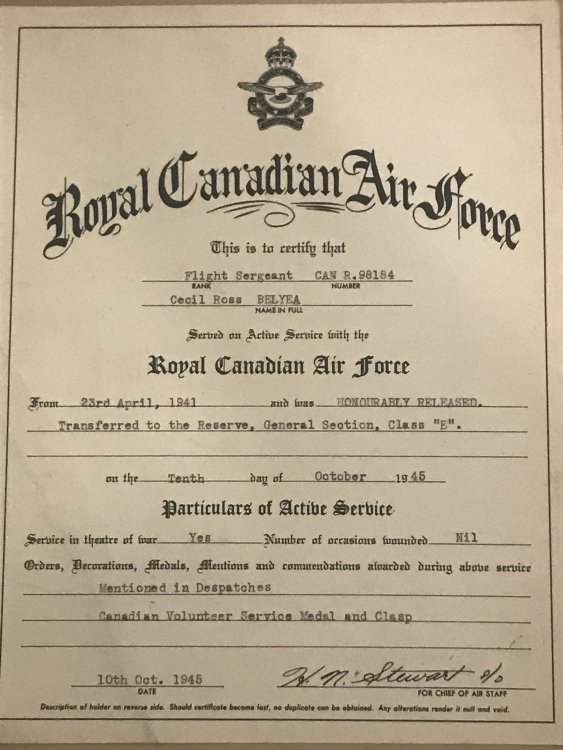 Royal Canadian Air Force
This is to certify that
Flight Sergeant CAN R.98184
RANK NUMBER
Cecil Ross BELYEA
NAME IN FULL
Served on Active Service with the
Royal Canadian Air Force
From 23rd April, 1941 and was HONOURABLY RELEASED.
Transferred to the Reserve, General Section, Class "E".
on the Tenth day of October 1945
Particulars of Active Service
Service in theatre of war Yes Number of occasions wounded Nil
Orders, Decorations, Medals, Mentions and commendations awarded during above service
Mentioned in Despatches
Canadian Volunteer Service Medal and Clasp
10th Oct. 1945 H. N. Stewart
DATE FOR CHIEF OF AIR STAFF
Description of holder on reverse side. Should certificate become lost, no duplicate can be obtained. Any alterations render it null and void.